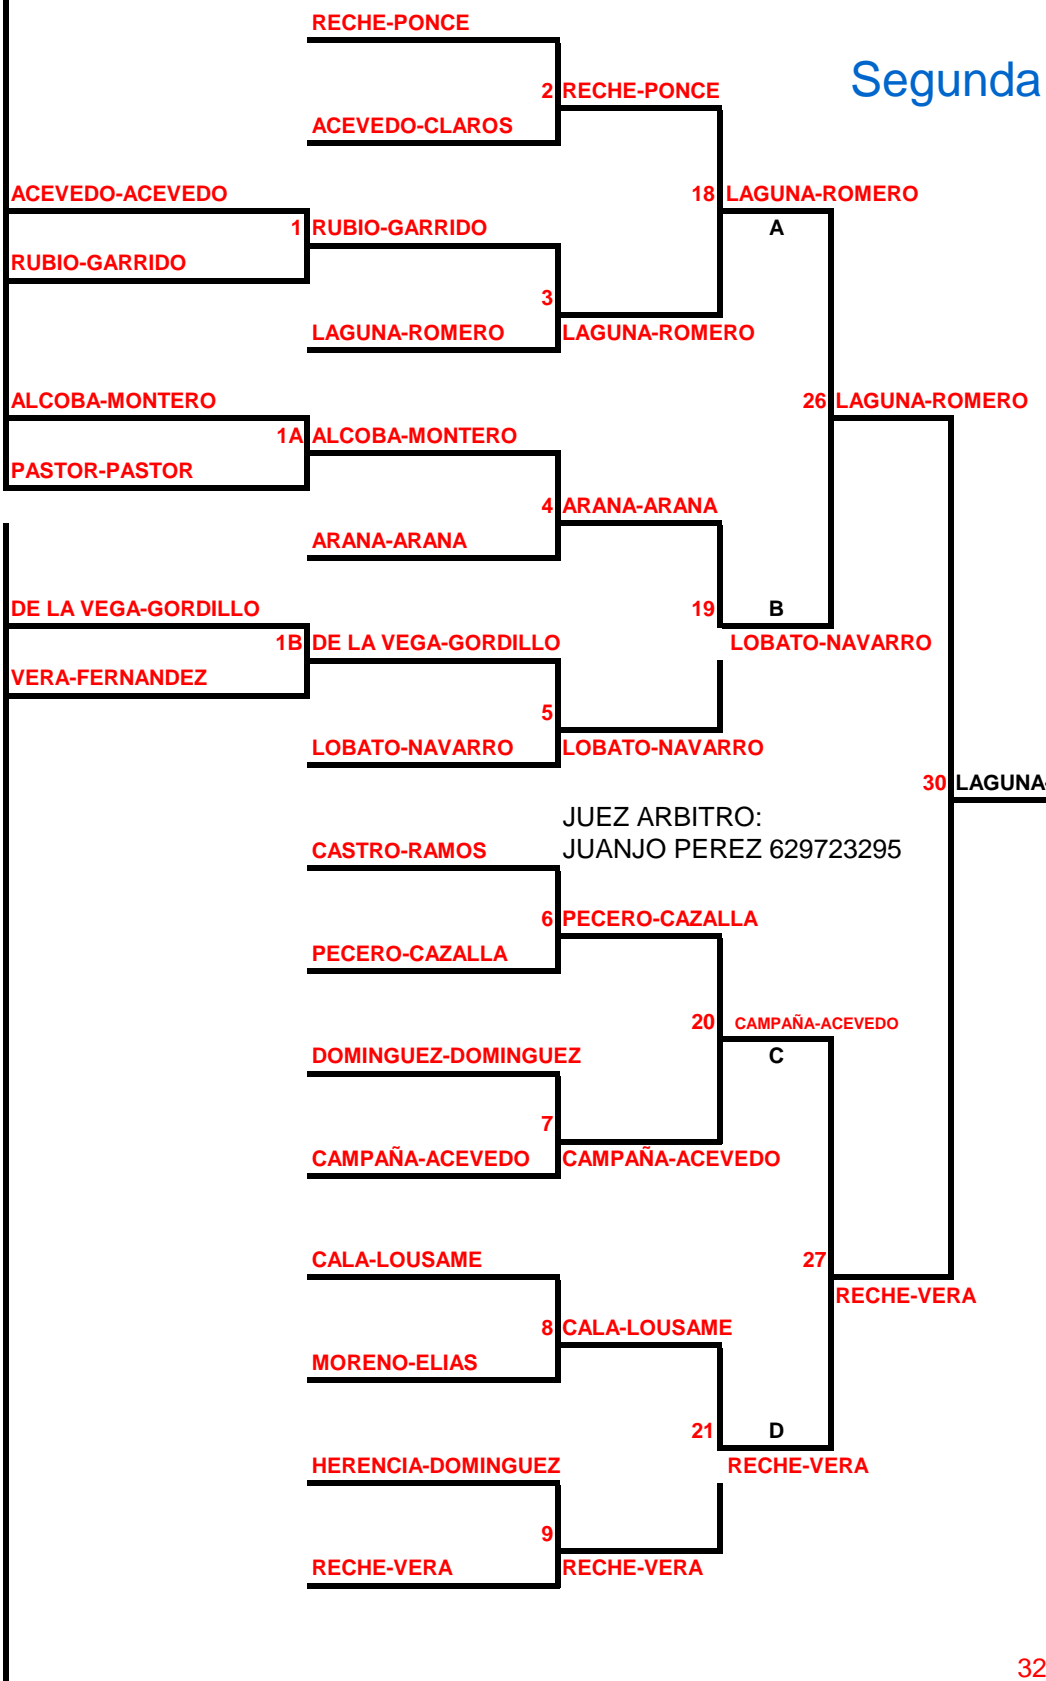 RECHE-PONCE
Segunda
2 RECHE-PONCE
ACEVEDO-CLAROS
ACEVEDO-ACEVEDO
18 LAGUNA-ROMERO
1 RUBIO-GARRIDO
A
RUBIO-GARRIDO
3
LAGUNA-ROMERO
LAGUNA-ROMERO
ALCOBA-MONTERO
26 LAGUNA-ROMERO
1A ALCOBA-MONTERO
PASTOR-PASTOR
4 ARANA-ARANA
ARANA-ARANA
DE LA VEGA-GORDILLO
19 B
1B DE LA VEGA-GORDILLO
LOBATO-NAVARRO
VERA-FERNANDEZ
5
LOBATO-NAVARRO
LOBATO-NAVARRO
30 LAGUNA-
JUEZ ARBITRO:
JUANJO PEREZ 629723295
CASTRO-RAMOS
6 PECERO-CAZALLA
PECERO-CAZALLA
20 CAMPAÑA-ACEVEDO
DOMINGUEZ-DOMINGUEZ
C
7
CAMPAÑA-ACEVEDO
CAMPAÑA-ACEVEDO
CALA-LOUSAME
27
RECHE-VERA
8 CALA-LOUSAME
MORENO-ELIAS
21 D
HERENCIA-DOMINGUEZ
RECHE-VERA
9
RECHE-VERA
RECHE-VERA
32